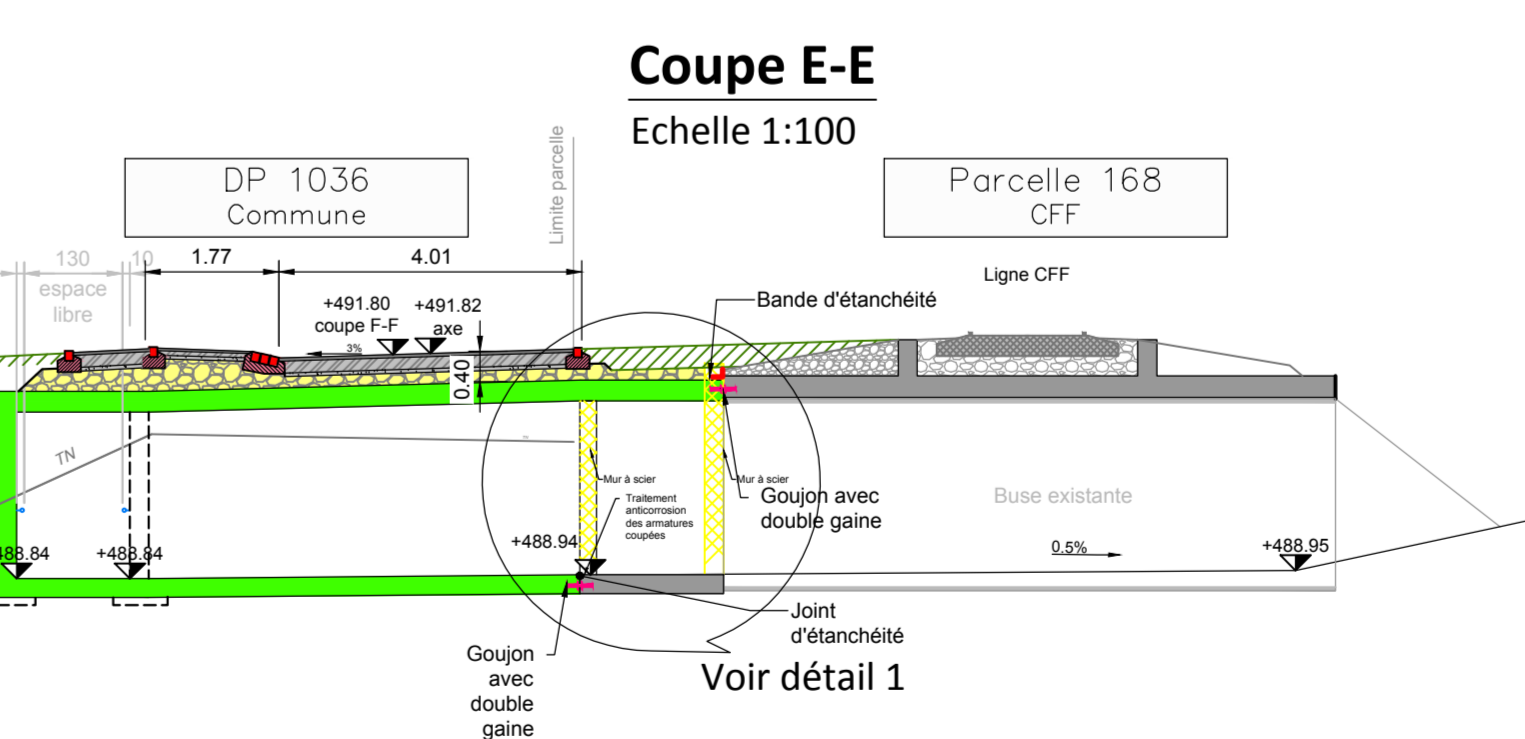 Coupe E-E
Echelle 1:100
DP 1036
Commune
Limite parcelle
Parcelle 168
CFF
130
10
1.77
4.01
espace
libre
+491.80
coupe F-F
+491.82
axe
3%
0.40
Bande d'étanchéité
Ligne CFF
TN
Mur à scier
Traitement
anticorrosion
des armatures
coupées
Mur à scier
Goujon avec
double gaine
Buse existante
488.84
+488.84
+488.94
0.5%
+488.95
Joint
d'étanchéité
Goujon
avec
double
gaine
Voir détail 1